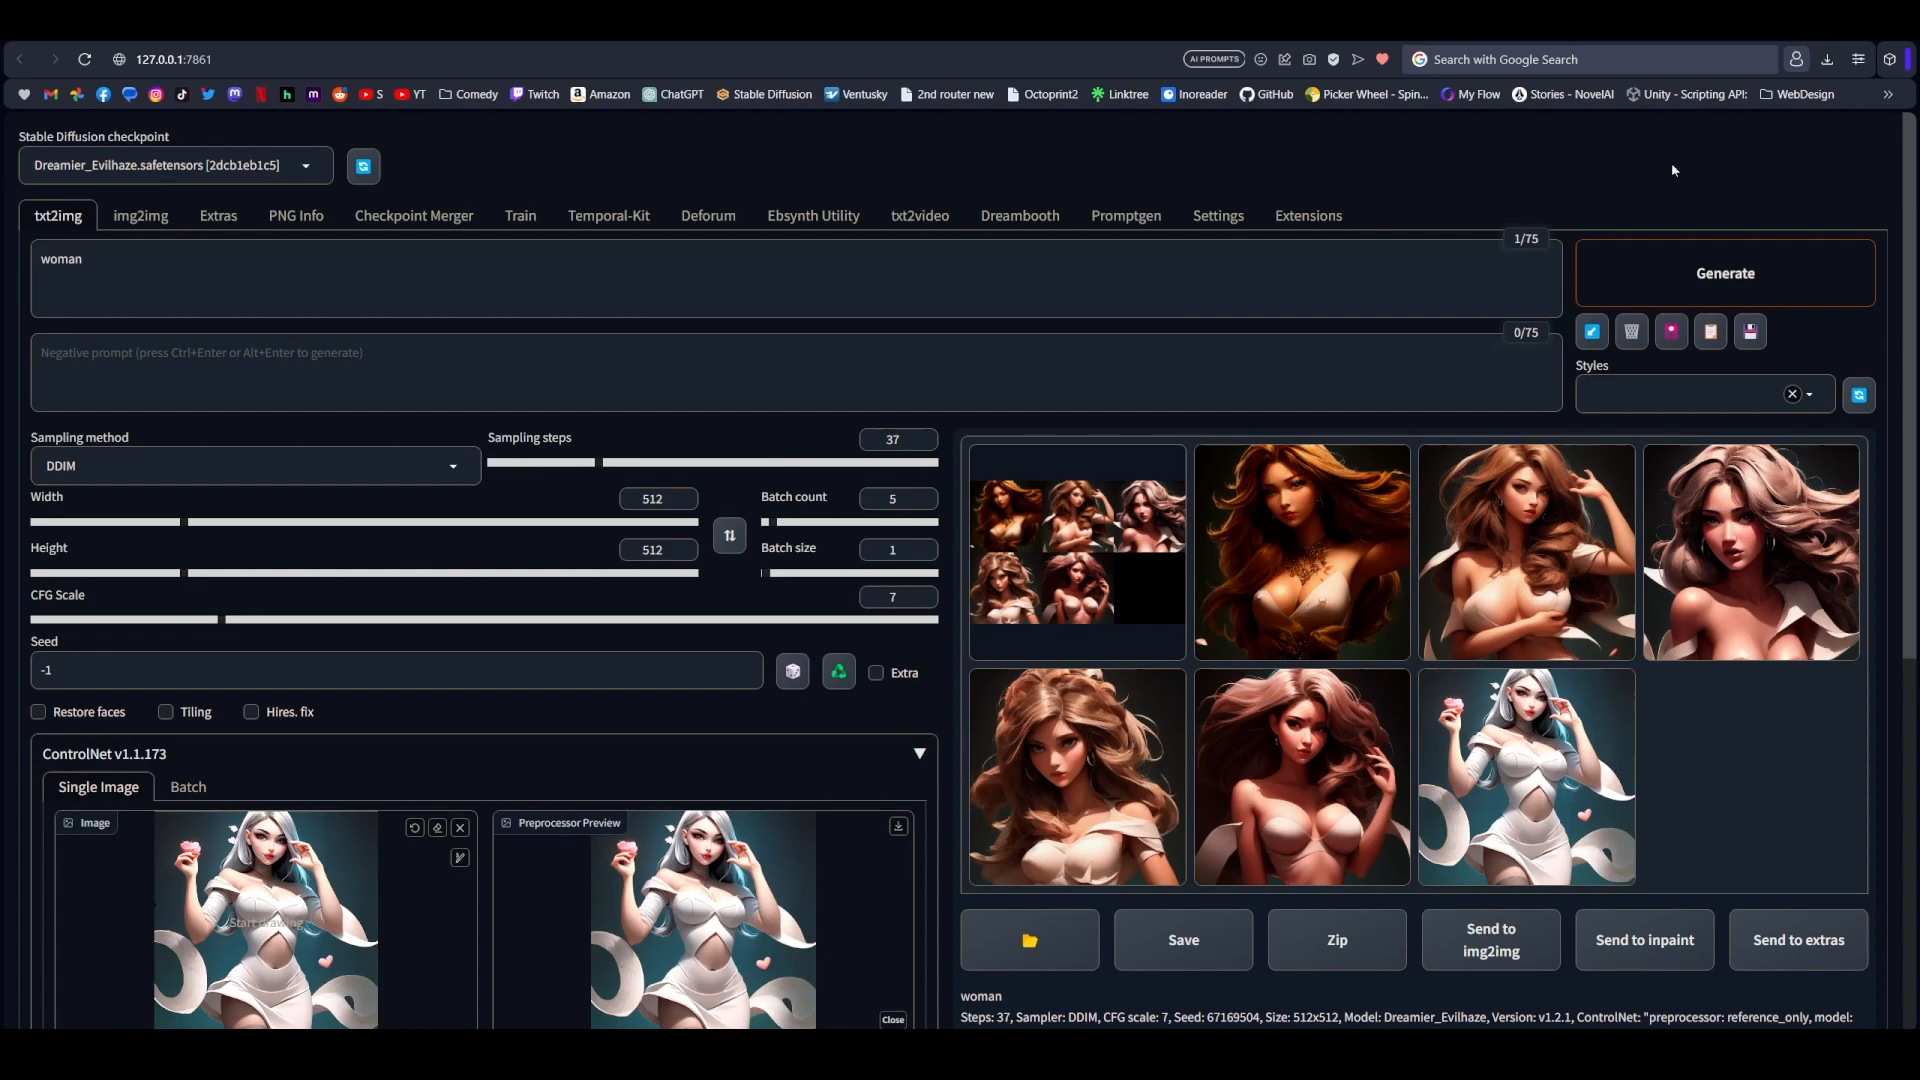 127.0.0.1:7861
AI PROMPTS
Search with Google Search
S
YT
Comedy
Twitch
Amazon
ChatGPT
Stable Diffusion
Ventusky
2nd router new
Octoprint2
Linktree
Inoreader
GitHub
Picker Wheel - Spin...
My Flow
Stories - NovelAI
Unity - Scripting API:
WebDesign
Stable Diffusion checkpoint
Dreamier_Evilhaze.safetensors [2dcb1eb1c5]
txt2img
img2img
Extras
PNG Info
Checkpoint Merger
Train
Temporal-Kit
Deforum
Ebsynth Utility
txt2video
Dreambooth
Promptgen
Settings
Extensions
1/75
woman
Generate
0/75
Negative prompt (press Ctrl+Enter or Alt+Enter to generate)
Styles
Sampling method
DDIM
Sampling steps
37
Width
512
Batch count
5
Height
512
Batch size
1
CFG Scale
7
Seed
-1
Extra
Restore faces
Tiling
Hires. fix
ControlNet v1.1.173
Single Image
Batch
Image
Start drawing
Preprocessor Preview
Close
Save
Zip
Send to
img2img
Send to inpaint
Send to extras
woman
Steps: 37, Sampler: DDIM, CFG scale: 7, Seed: 67169504, Size: 512x512, Model: Dreamier_Evilhaze, Version: v1.2.1, ControlNet: "preprocessor: reference_only, model: